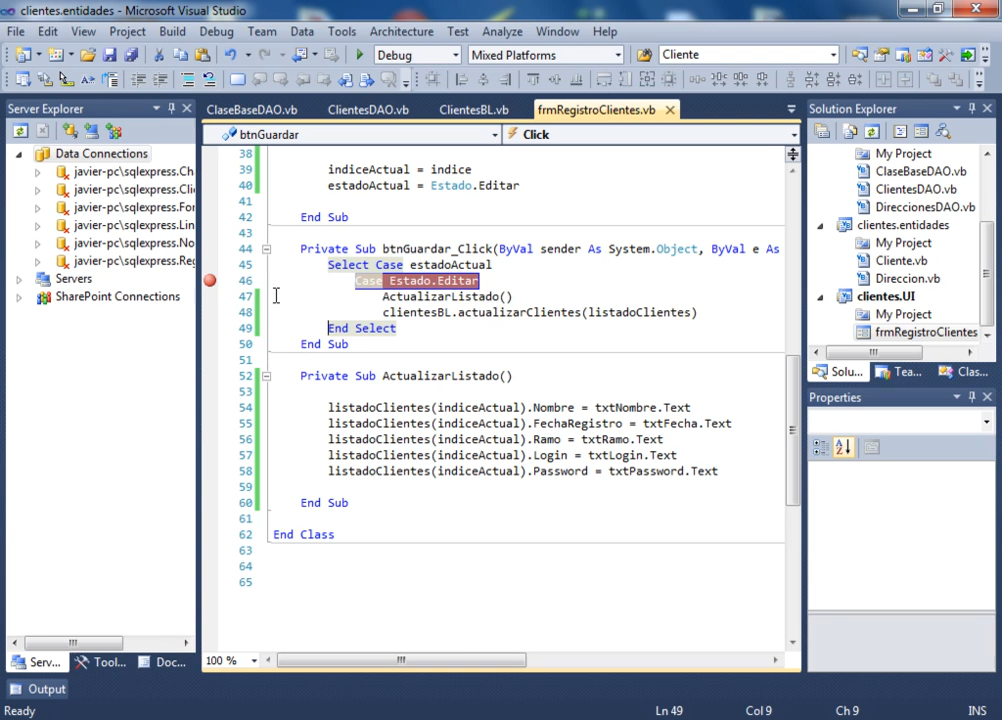 clientes.entidades - Microsoft Visual Studio
File Edit View Project Build Debug Team Data Tools Architecture Test Analyze Window Help
Debug Mixed Platforms Cliente
Server Explorer
Data Connections
javier-pc\sqlexpress.Ch
javier-pc\sqlexpress.Cli
javier-pc\sqlexpress.For
javier-pc\sqlexpress.Lin
javier-pc\sqlexpress.No
javier-pc\sqlexpress.Reg
Servers
SharePoint Connections
Serv... Tool... Doc...
ClaseBaseDAO.vb ClientesDAO.vb ClientesBL.vb frmRegistroClientes.vb
btnGuardar Click
38
39 indiceActual = indice
40 estadoActual = Estado.Editar
41
42 End Sub
43
44 Private Sub btnGuardar_Click(ByVal sender As System.Object, ByVal e As
45 Select Case estadoActual
46 Case Estado.Editar
47 ActualizarListado()
48 clientesBL.actualizarClientes(listadoClientes)
49 End Select
50 End Sub
51
52 Private Sub ActualizarListado()
53
54 listadoClientes(indiceActual).Nombre = txtNombre.Text
55 listadoClientes(indiceActual).FechaRegistro = txtFecha.Text
56 listadoClientes(indiceActual).Ramo = txtRamo.Text
57 listadoClientes(indiceActual).Login = txtLogin.Text
58 listadoClientes(indiceActual).Password = txtPassword.Text
59
60 End Sub
61
62 End Class
63
64
65
100 %
Solution Explorer
My Project
ClaseBaseDAO.vb
ClientesDAO.vb
DireccionesDAO.vb
clientes.entidades
My Project
Cliente.vb
Direccion.vb
clientes.UI
My Project
frmRegistroClientes
Solu... Tea... Clas...
Properties
Output
Ready Ln 49 Col 9 Ch 9 INS